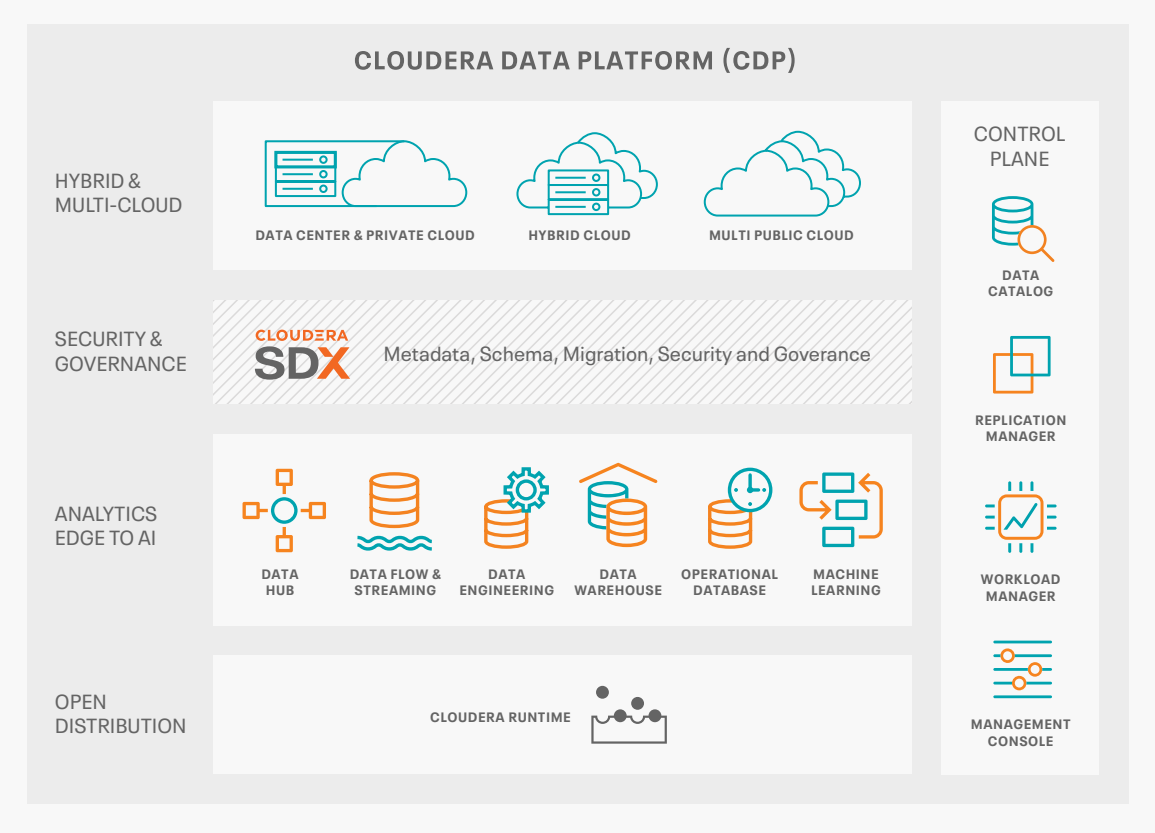 CLOUDERA DATA PLATFORM (CDP)
HYBRID &
MULTI-CLOUD
DATA CENTER & PRIVATE CLOUD
HYBRID CLOUD
MULTI PUBLIC CLOUD
SECURITY &
GOVERNANCE
CLOUDERA
SDX
Metadata, Schema, Migration, Security and Goverance
ANALYTICS
EDGE TO AI
DATA
HUB
DATA FLOW &
STREAMING
DATA
ENGINEERING
DATA
WAREHOUSE
OPERATIONAL
DATABASE
MACHINE
LEARNING
OPEN
DISTRIBUTION
CLOUDERA RUNTIME
CONTROL
PLANE
DATA
CATALOG
REPLICATION
MANAGER
WORKLOAD
MANAGER
MANAGEMENT
CONSOLE